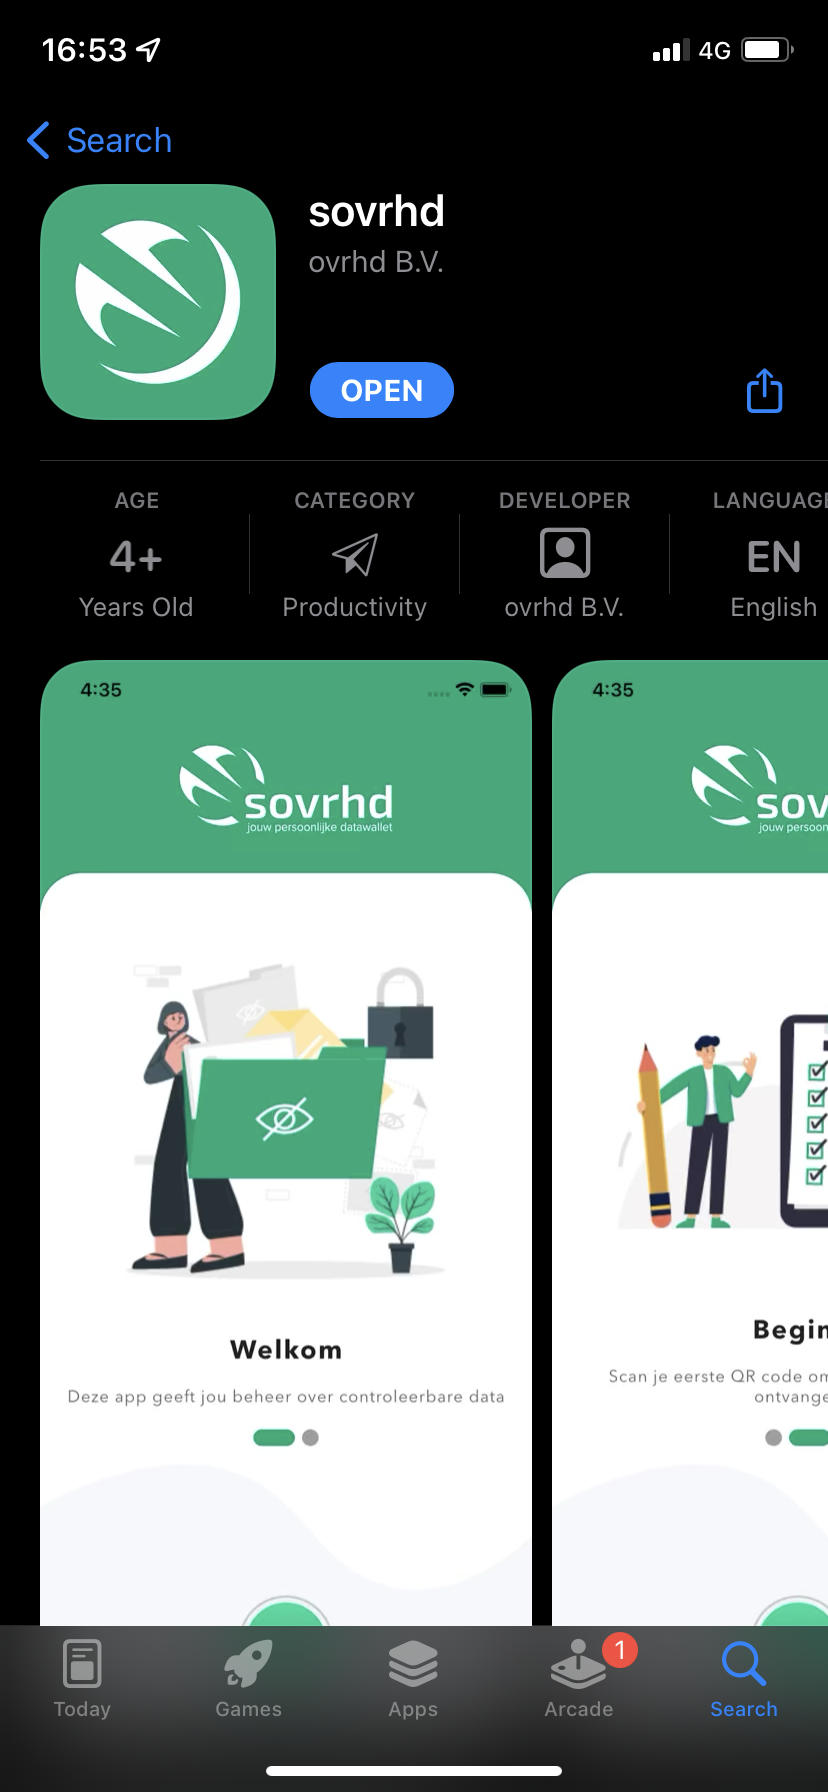 16:53
4G
Search
sovrhd
ovrhd B.V.
OPEN
AGE
4+
Years Old
CATEGORY
Productivity
DEVELOPER
ovrhd B.V.
LANGUAGE
EN
English
4:35
sovrhd
jouw persoonlijke datawallet
Welkom
Deze app geeft jou beheer over controleerbare data
4:35
sov
jouw persoon
Begin
Scan je eerste QR code om
ontvange
Today
Games
Apps
Arcade
1
Search